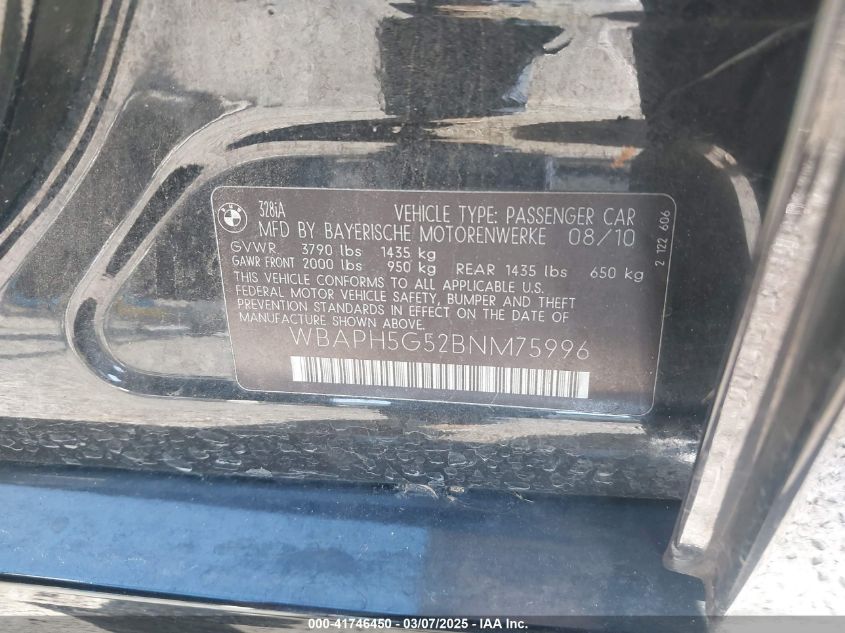 BMW
328iA VEHICLE TYPE: PASSENGER CAR
MFD BY BAYERISCHE MOTORENWERKE 08/10
GVWR 3790 lbs 1435 kg
GAWR FRONT 2000 lbs 950 kg REAR 1435 lbs 650 kg
THIS VEHICLE CONFORMS TO ALL APPLICABLE U.S.
FEDERAL MOTOR VEHICLE SAFETY, BUMPER AND THEFT
PREVENTION STANDARDS IN EFFECT ON THE DATE OF
MANUFACTURE SHOWN ABOVE.
WBAPH5G52BNM75996
2 122 606
000-41746450 - 03/07/2025 - IAA Inc.